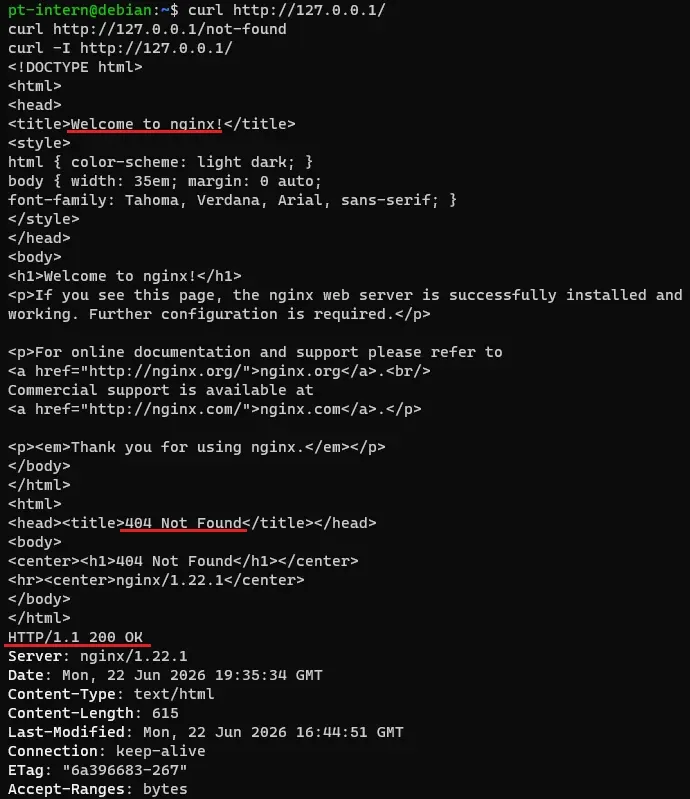 pt-intern@debian:~$ curl http://127.0.0.1/
curl http://127.0.0.1/not-found
curl -I http://127.0.0.1/
<!DOCTYPE html>
<html>
<head>
<title>Welcome to nginx!</title>
<style>
html { color-scheme: light dark; }
body { width: 35em; margin: 0 auto;
font-family: Tahoma, Verdana, Arial, sans-serif; }
</style>
</head>
<body>
<h1>Welcome to nginx!</h1>
<p>If you see this page, the nginx web server is successfully installed and
working. Further configuration is required.</p>

<p>For online documentation and support please refer to
<a href="http://nginx.org/">nginx.org</a>.<br/>
Commercial support is available at
<a href="http://nginx.com/">nginx.com</a>.</p>

<p><em>Thank you for using nginx.</em></p>
</body>
</html>
<html>
<head><title>404 Not Found</title></head>
<body>
<center><h1>404 Not Found</h1></center>
<hr><center>nginx/1.22.1</center>
</body>
</html>
HTTP/1.1 200 OK
Server: nginx/1.22.1
Date: Mon, 22 Jun 2026 19:35:34 GMT
Content-Type: text/html
Content-Length: 615
Last-Modified: Mon, 22 Jun 2026 16:44:51 GMT
Connection: keep-alive
ETag: "6a396683-267"
Accept-Ranges: bytes